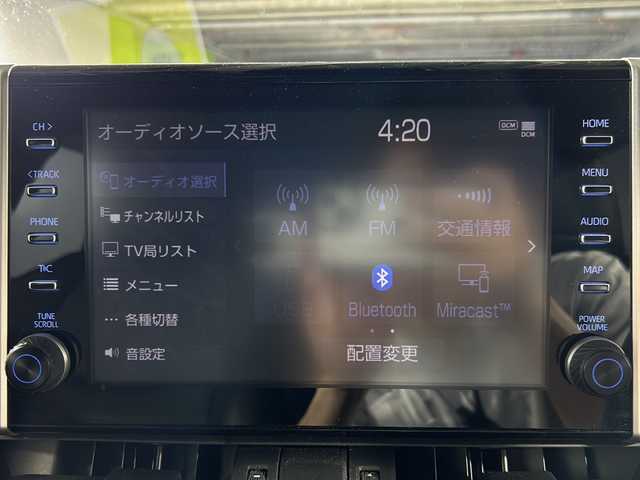 CH>
<TRACK
PHONE
T/C
TUNE
SCROLL
オーディオソース選択
4:20
DCM
DCM
オーディオ選択
チャンネルリスト
TV局リスト
メニュー
各種切替
音設定
AM
FM
交通情報
USB
Bluetooth
Miracast™
配置変更
HOME
MENU
AUDIO
MAP
POWER
VOLUME